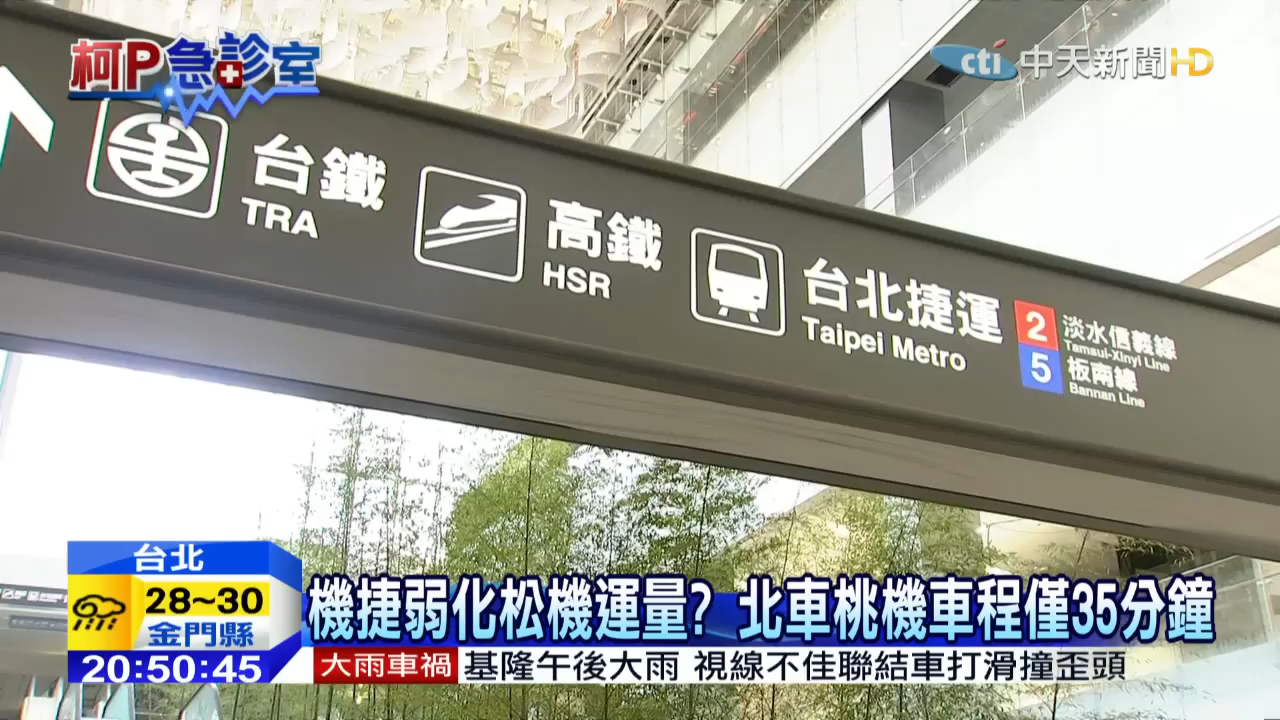 柯P急診室
cti 中天新聞HD
台鐵
TRA
高鐵
HSR
台北捷運
Taipei Metro
2 淡水信義線
Tamsui-Xinyi Line
5 板南線
Bannan Line
台北
28~30
金門縣
20:50:45
機捷弱化松機運量? 北車桃機車程僅35分鐘
大雨車禍 基隆午後大雨 視線不佳聯結車打滑撞歪頭